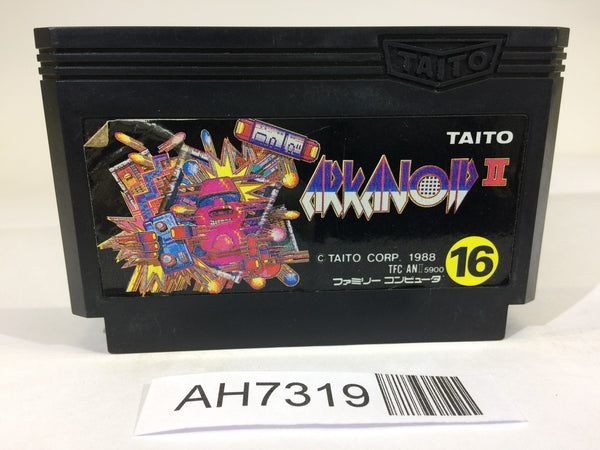 TAITO
TAITO
ARKANOID II
© TAITO CORP. 1988
TFC ANII 5900
ファミリー コンピュータ
16
AH7319